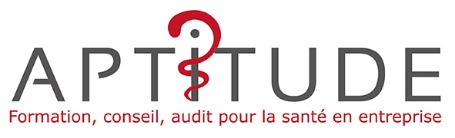 APTiTUDE
Formation, conseil, audit pour la santé en entreprise